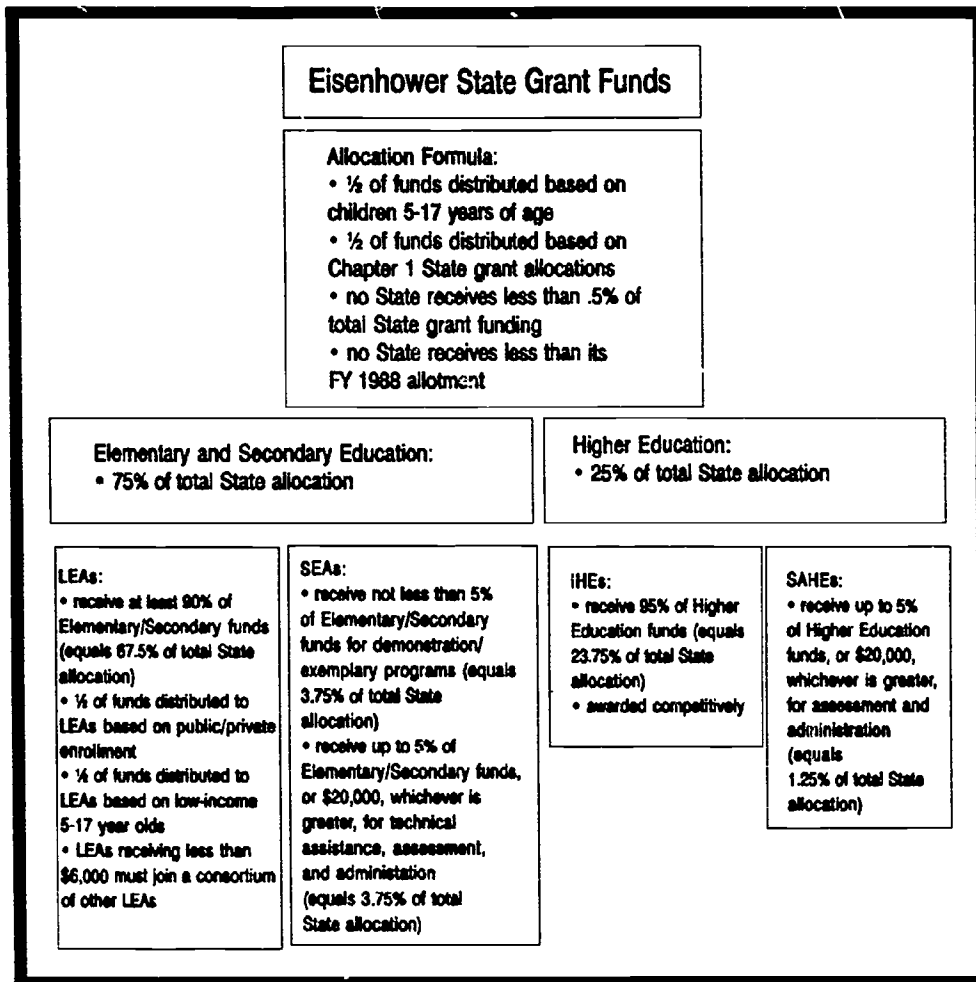 Eisenhower State Grant Funds
Allocation Formula:
• ½ of funds distributed based on
children 5-17 years of age
• ½ of funds distributed based on
Chapter 1 State grant allocations
• no State receives less than .5% of
total State grant funding
• no State receives less than its
FY 1988 allotment
Elementary and Secondary Education:
• 75% of total State allocation
Higher Education:
• 25% of total State allocation
LEAs:
• receive at least 90% of
Elementary/Secondary funds
(equals 67.5% of total State
allocation)
• of funds distributed to
LEAs based on public/private
enrollment
• of funds distributed to
LEAs based on low-income
5-17 year olds
• LEAs receiving less than
$6,000 must join a consortium
of other LEAs
SEAs:
• receive not less than 5%
of Elementary/Secondary
funds for demonstration/
exemplary programs (equals
3.75% of total State
allocation)
• receive up to 5% of
Elementary/Secondary funds,
or $20,000, whichever is
greater, for technical
assistance, assessment,
and administation
(equals 3.75% of total
State allocation)
IHEs:
• receive 95% of Higher
Education funds (equals
23.75% of total State
allocation)
• awarded competitively
SAHEs:
• receive up to 5%
of Higher Education
funds, or $20,000,
whichever is greater,
for assessment and
administration
(equals
1.25% of total State
allocation)